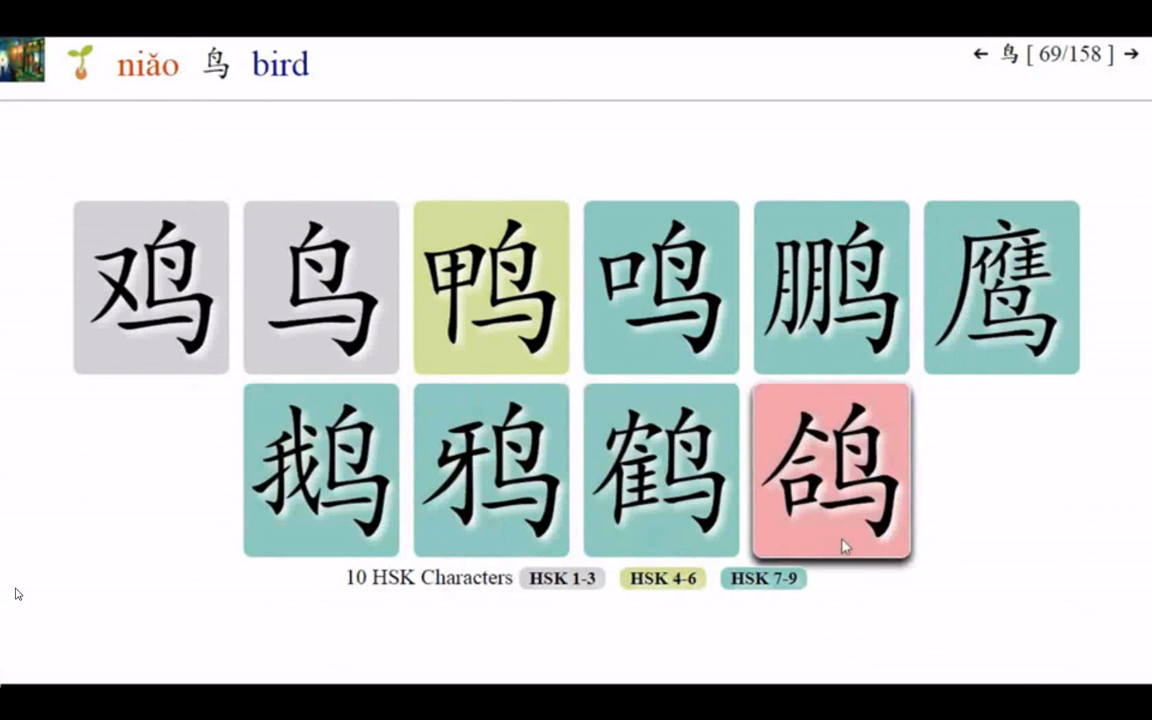 niǎo 鸟 bird
← 鸟 [ 69/158 ] →
鸡 鸟 鸭 鸣 鹏 鹰
鹅 鸦 鹤 鸽
10 HSK Characters HSK 1-3 HSK 4-6 HSK 7-9